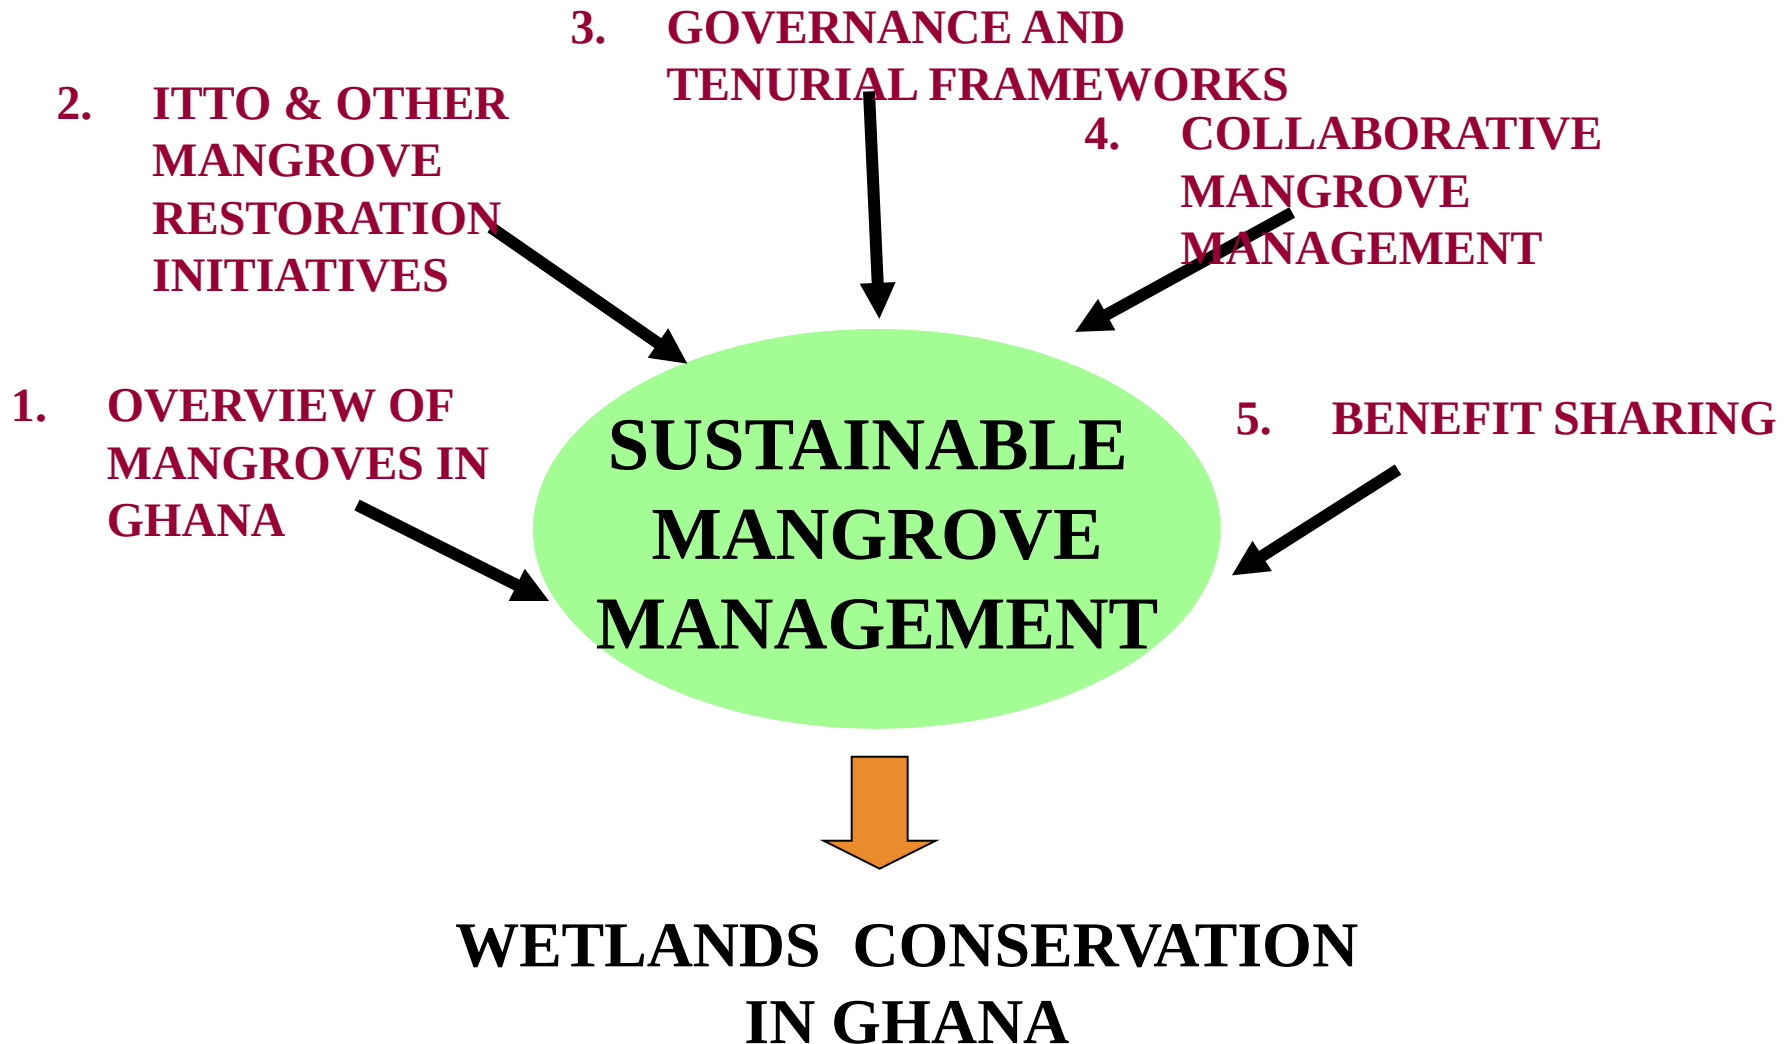 3. GOVERNANCE AND
TENURIAL FRAMEWORKS
2. ITTO & OTHER
MANGROVE
RESTORATION
INITIATIVES
4. COLLABORATIVE
MANGROVE
MANAGEMENT
1. OVERVIEW OF
MANGROVES IN
GHANA
5. BENEFIT SHARING
SUSTAINABLE
MANGROVE
MANAGEMENT
WETLANDS CONSERVATION
IN GHANA